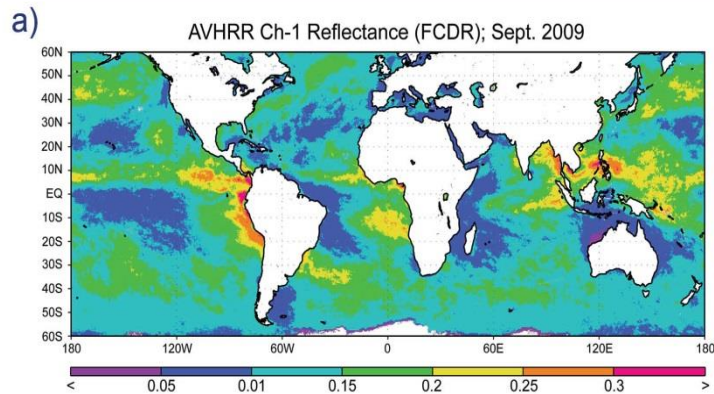 a)
AVHRR Ch-1 Reflectance (FCDR); Sept. 2009
60N
50N
40N
30N
20N
10N
EQ
10S
20S
30S
40S
50S
60S
180 120W 60W 0 60E 120E 180
< 0.05 0.01 0.15 0.2 0.25 0.3 >